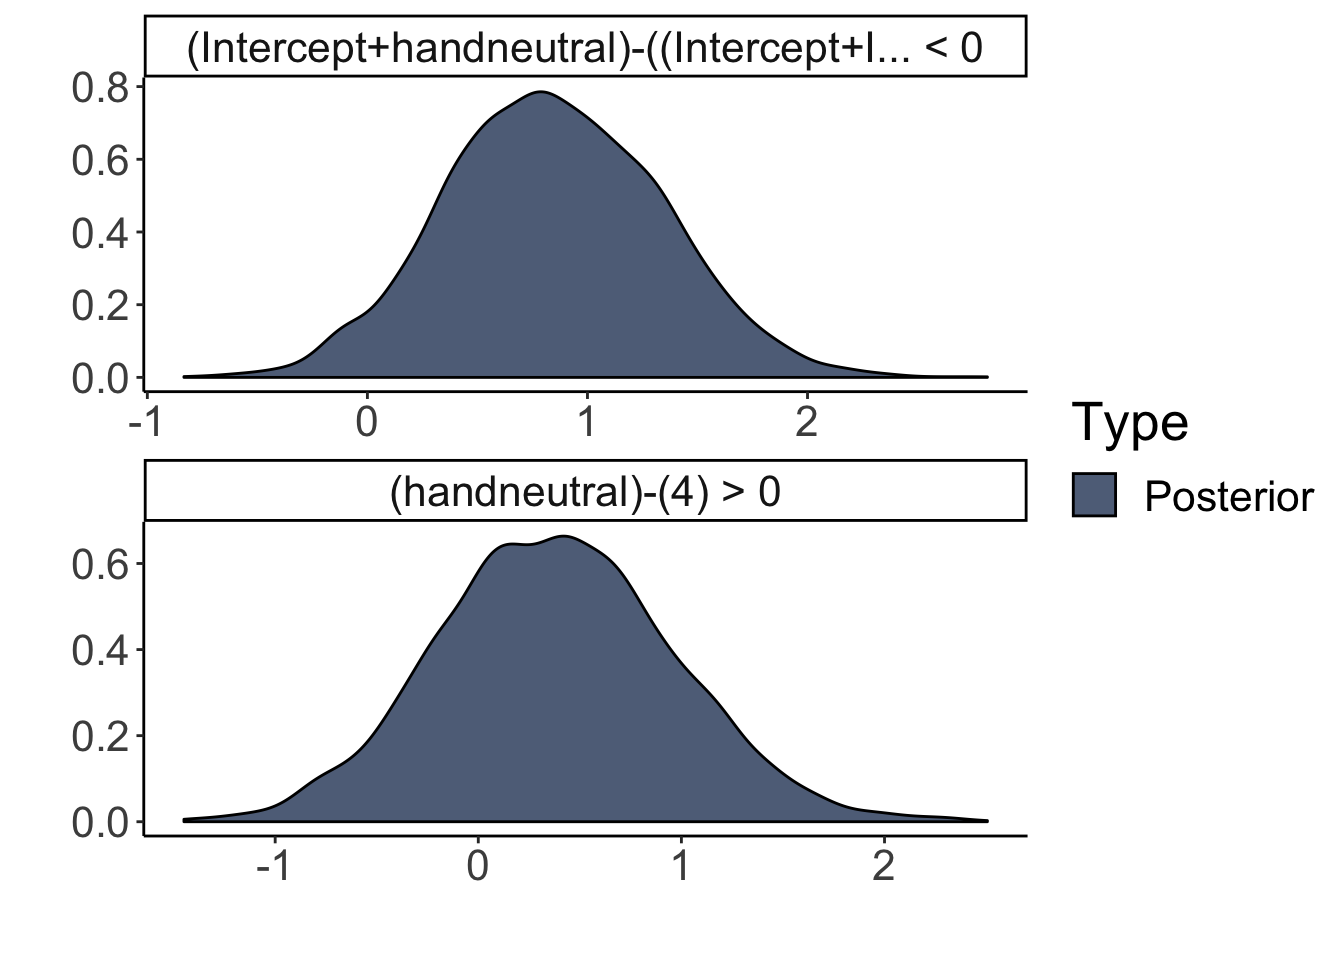 (Intercept+handneutral)-((Intercept+I... < 0
0.8
0.6
0.4
0.2
0.0
-1 0 1 2
(handneutral)-(4) > 0
0.6
0.4
0.2
0.0
-1 0 1 2
Type
Posterior